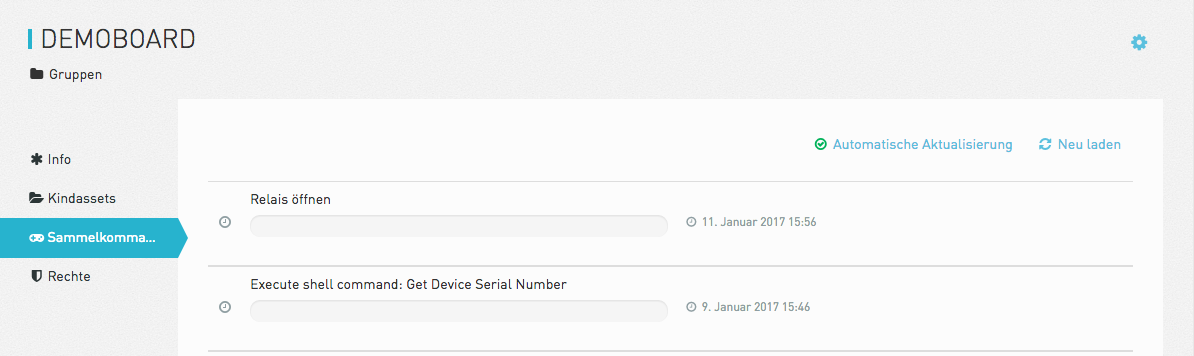 DEMOBOARD
Gruppen
Info
Kindassets
Sammelkomma...
Rechte
Automatische Aktualisierung Neu laden
Relais öffnen
11. Januar 2017 15:56
Execute shell command: Get Device Serial Number
9. Januar 2017 15:46